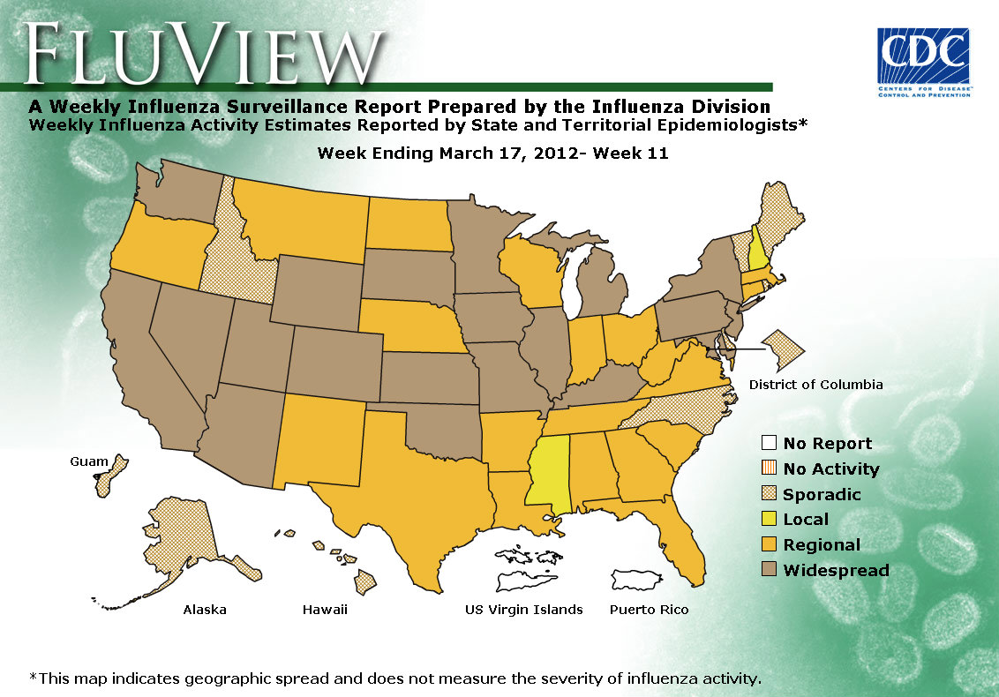 FLUVIEW
CDC
CENTERS FOR DISEASE™
CONTROL AND PREVENTION
A Weekly Influenza Surveillance Report Prepared by the Influenza Division
Weekly Influenza Activity Estimates Reported by State and Territorial Epidemiologists*
Week Ending March 17, 2012- Week 11
District of Columbia
No Report
No Activity
Sporadic
Local
Regional
Widespread
Guam
Alaska
Hawaii
US Virgin Islands
Puerto Rico
*This map indicates geographic spread and does not measure the severity of influenza activity.